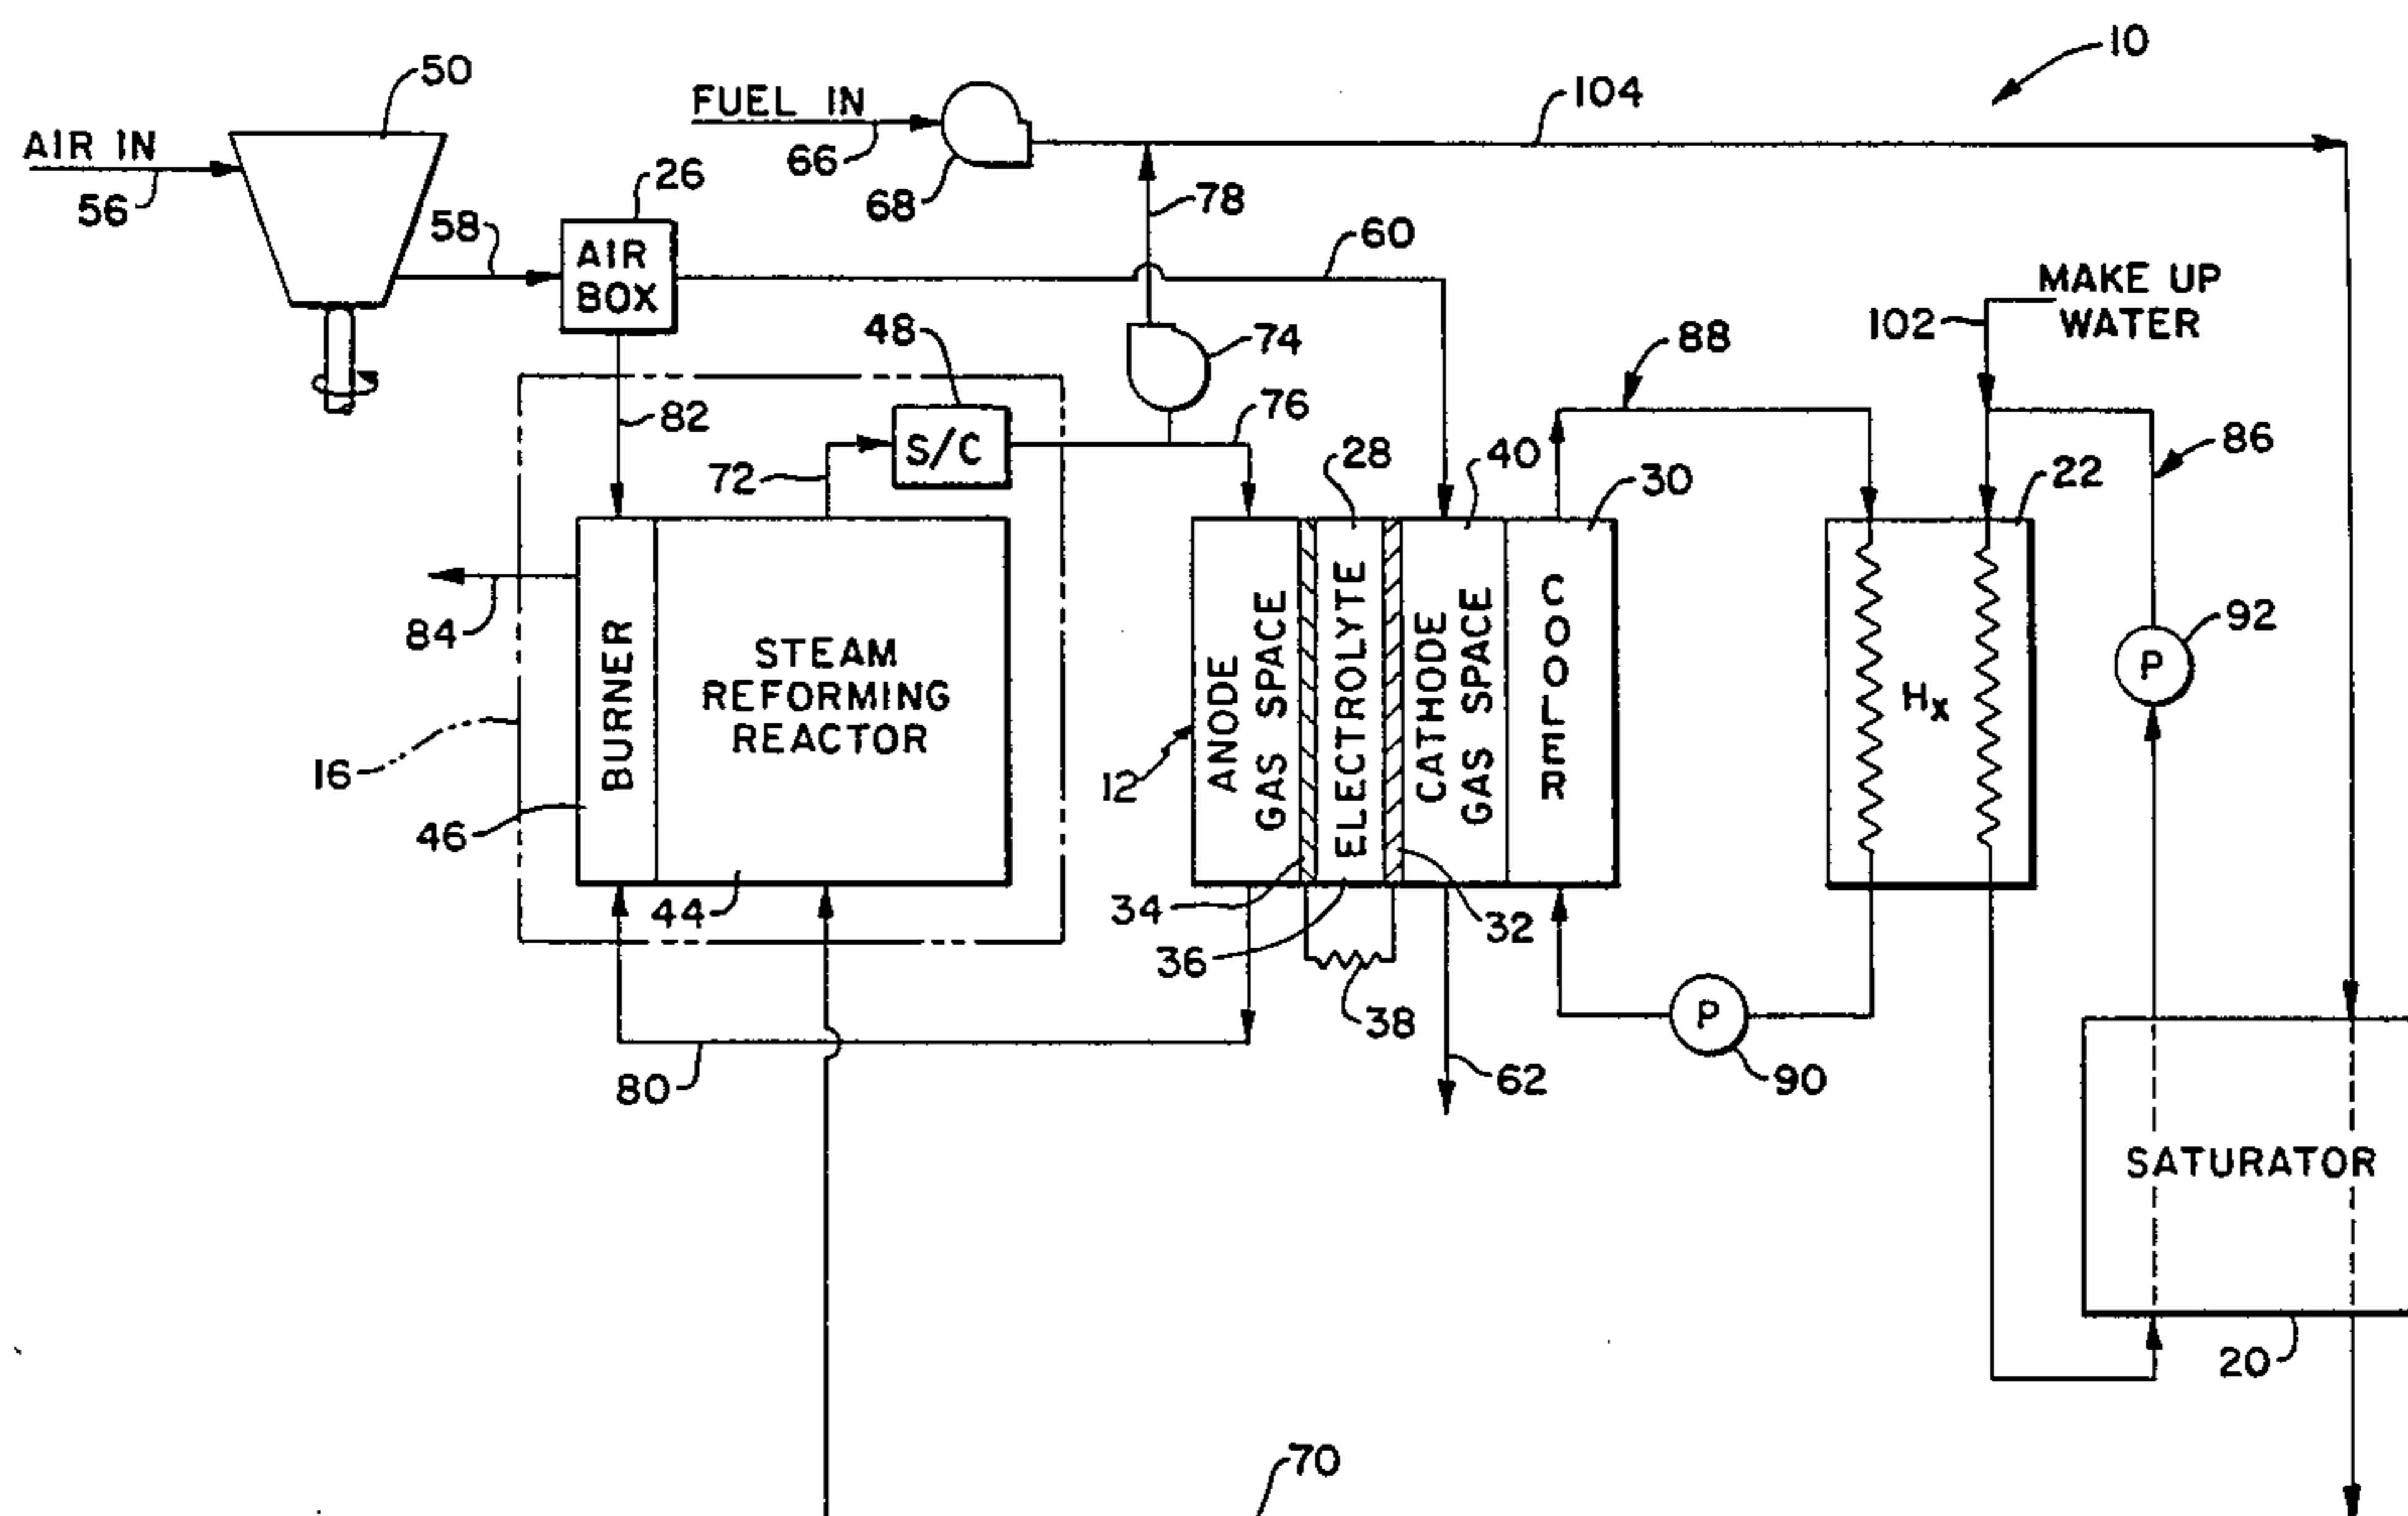 10
50
FUEL IN
104
AIR IN
66
68
26
78
56
58
60
AIR
BOX
MAKE UP
WATER
102
48
74
88
82
76
86
S/C
72
28
40
30
22
84
BURNER
STEAM
REFORMING
REACTOR
ANODE
GAS SPACE
ELECTROLYTE
CATHODE
GAS SPACE
COOLER
Hx
P
92
16
12
46
44
34
36
32
38
P
90
80
62
SATURATOR
20
70